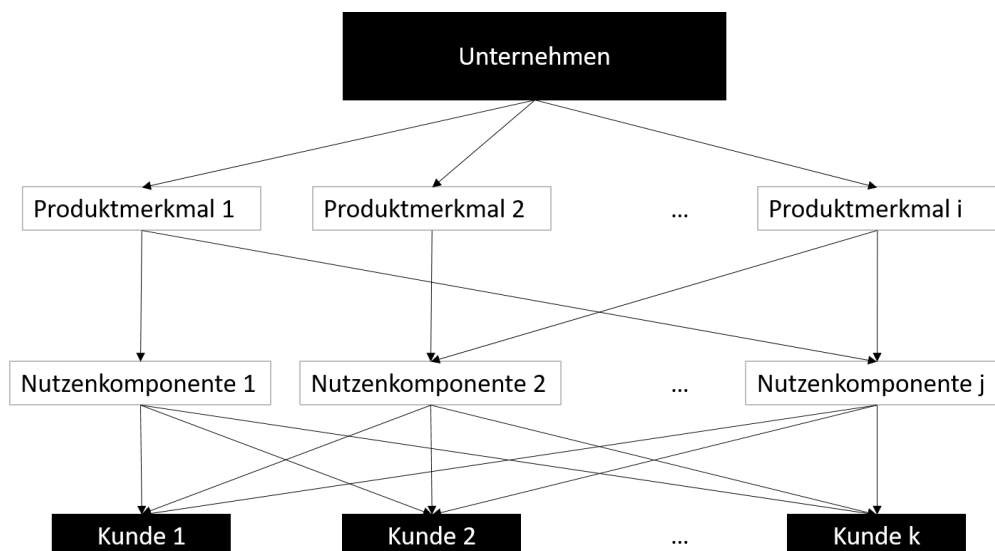 Unternehmen
Produktmerkmal 1 Produktmerkmal 2 ... Produktmerkmal i
Nutzenkomponente 1 Nutzenkomponente 2 ... Nutzenkomponente j
Kunde 1 Kunde 2 ... Kunde k